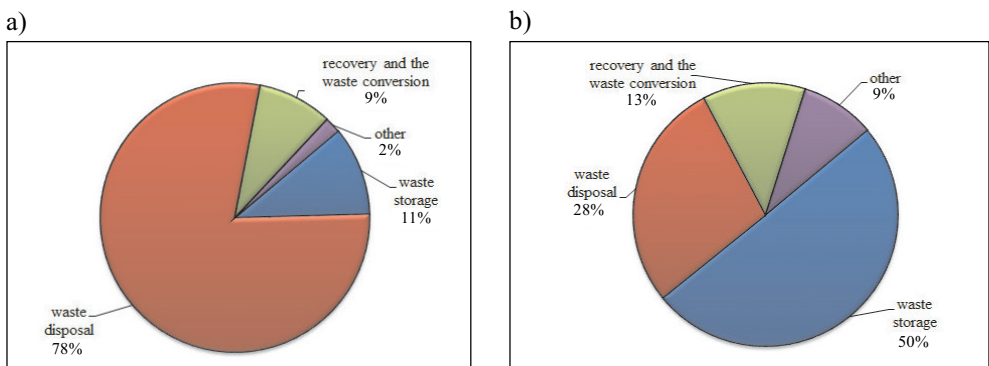 a)
recovery and the
waste conversion
9%
other
2%
waste
storage
11%
waste
disposal
78%
b)
recovery and the
waste conversion
13%
other
9%
waste
disposal
28%
waste
storage
50%